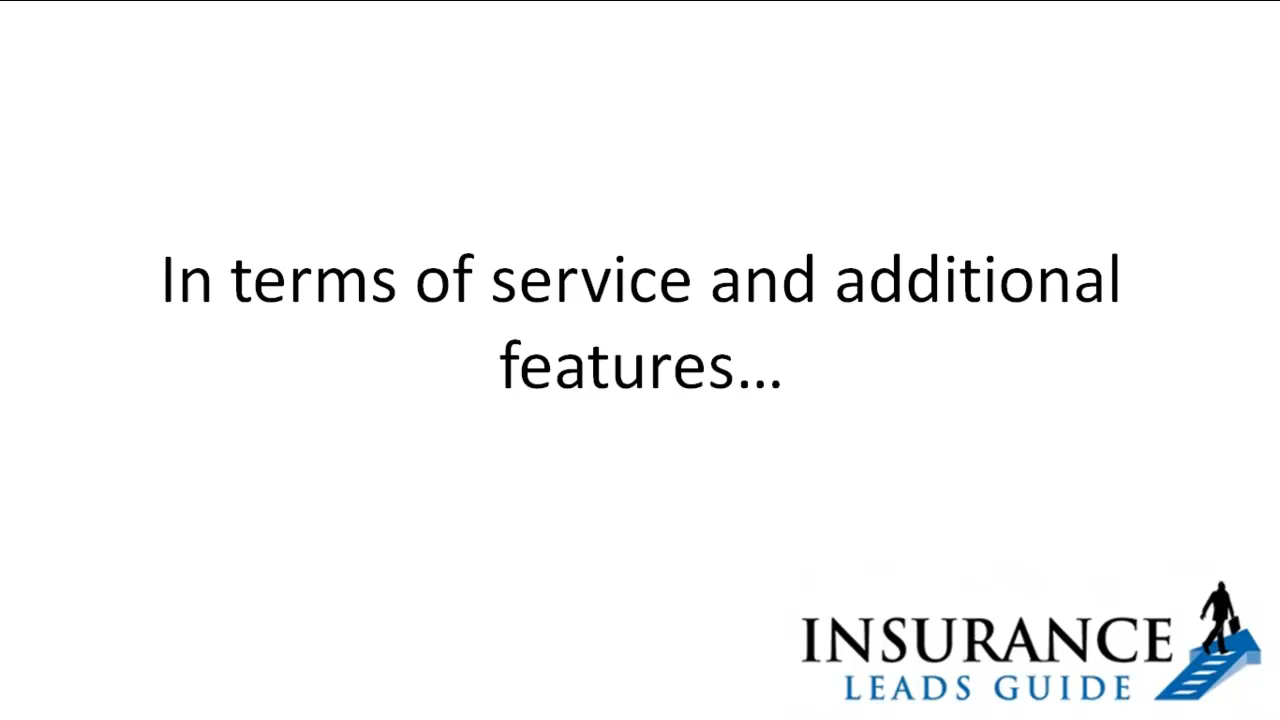 In terms of service and additional
features…
INSURANCE
LEADS GUIDE